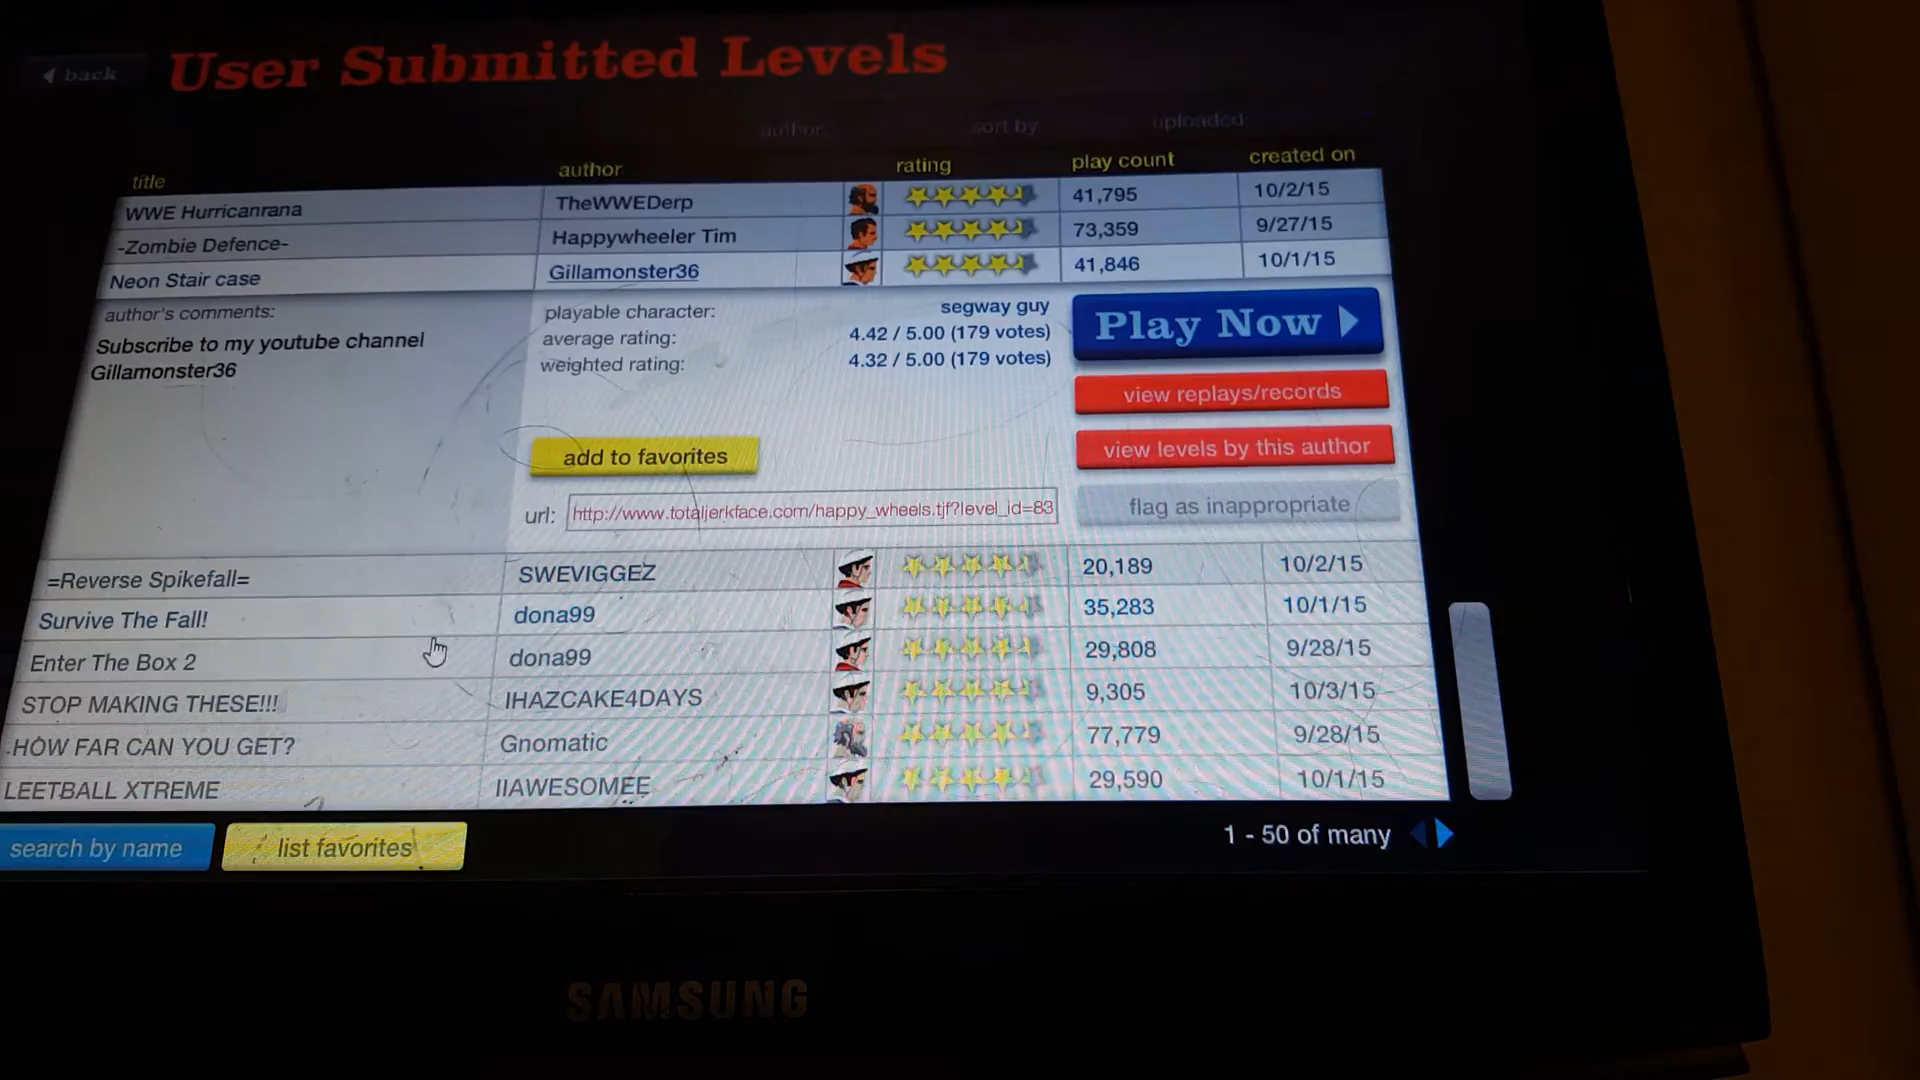 back
User Submitted Levels
author sort by uploaded
title author rating play count created on
WWE Hurricanrana TheWWEDerp 41,795 10/2/15
-Zombie Defence- Happywheeler Tim 73,359 9/27/15
Neon Stair case Gillamonster36 41,846 10/1/15
author's comments:
Subscribe to my youtube channel
Gillamonster36
playable character: segway guy
average rating: 4.42 / 5.00 (179 votes)
weighted rating: 4.32 / 5.00 (179 votes)
Play Now
view replays/records
add to favorites
view levels by this author
url: http://www.totaljerkface.com/happy_wheels.tjf?level_id=83
flag as inappropriate
=Reverse Spikefall= SWEVIGGEZ 20,189 10/2/15
Survive The Fall! dona99 35,283 10/1/15
Enter The Box 2 dona99 29,808 9/28/15
STOP MAKING THESE!!! IHAZCAKE4DAYS 9,305 10/3/15
HOW FAR CAN YOU GET? Gnomatic 77,779 9/28/15
LEETBALL XTREME IIAWESOMEE 29,590 10/1/15
search by name list favorites 1 - 50 of many
SAMSUNG